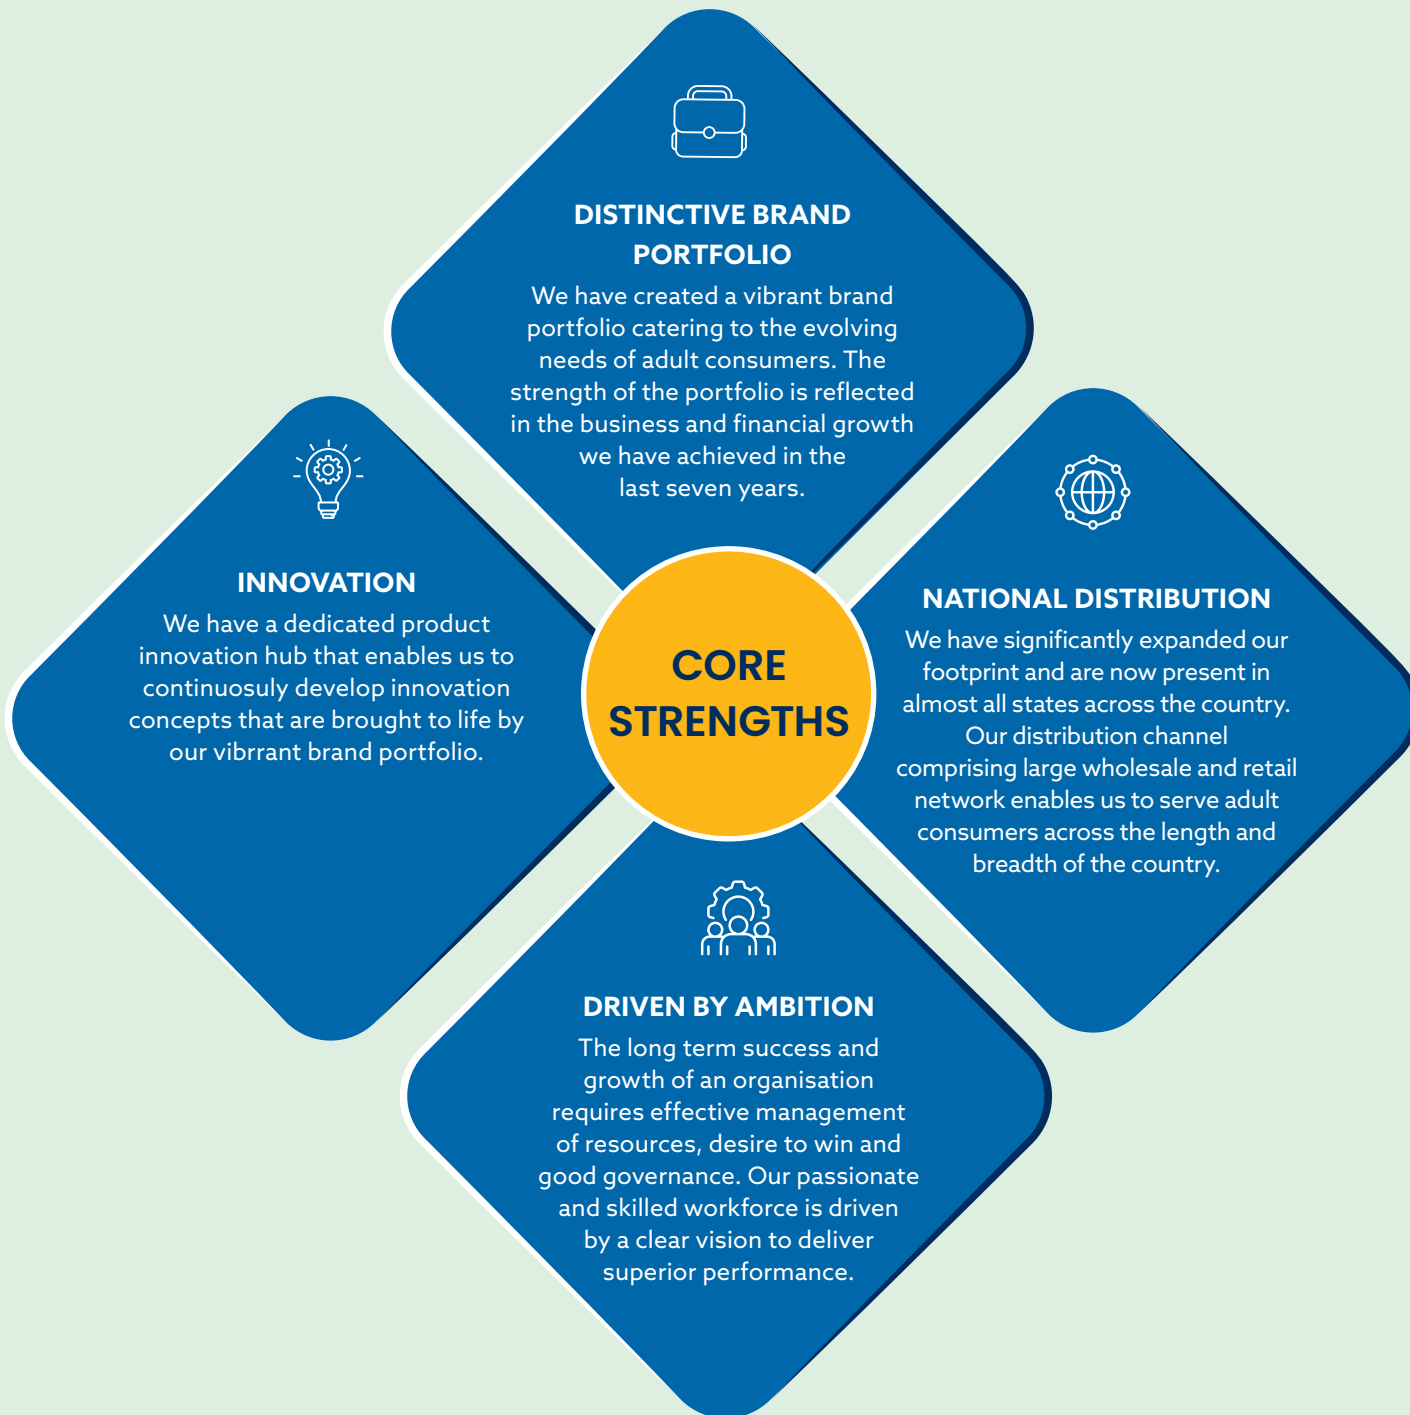 DISTINCTIVE BRAND
PORTFOLIO
We have created a vibrant brand
portfolio catering to the evolving
needs of adult consumers. The
strength of the portfolio is reflected
in the business and financial growth
we have achieved in the
last seven years.
INNOVATION
We have a dedicated product
innovation hub that enables us to
continuosuly develop innovation
concepts that are brought to life by
our vibrrant brand portfolio.
CORE
STRENGTHS
NATIONAL DISTRIBUTION
We have significantly expanded our
footprint and are now present in
almost all states across the country.
Our distribution channel
comprising large wholesale and retail
network enables us to serve adult
consumers across the length and
breadth of the country.
DRIVEN BY AMBITION
The long term success and
growth of an organisation
requires effective management
of resources, desire to win and
good governance. Our passionate
and skilled workforce is driven
by a clear vision to deliver
superior performance.